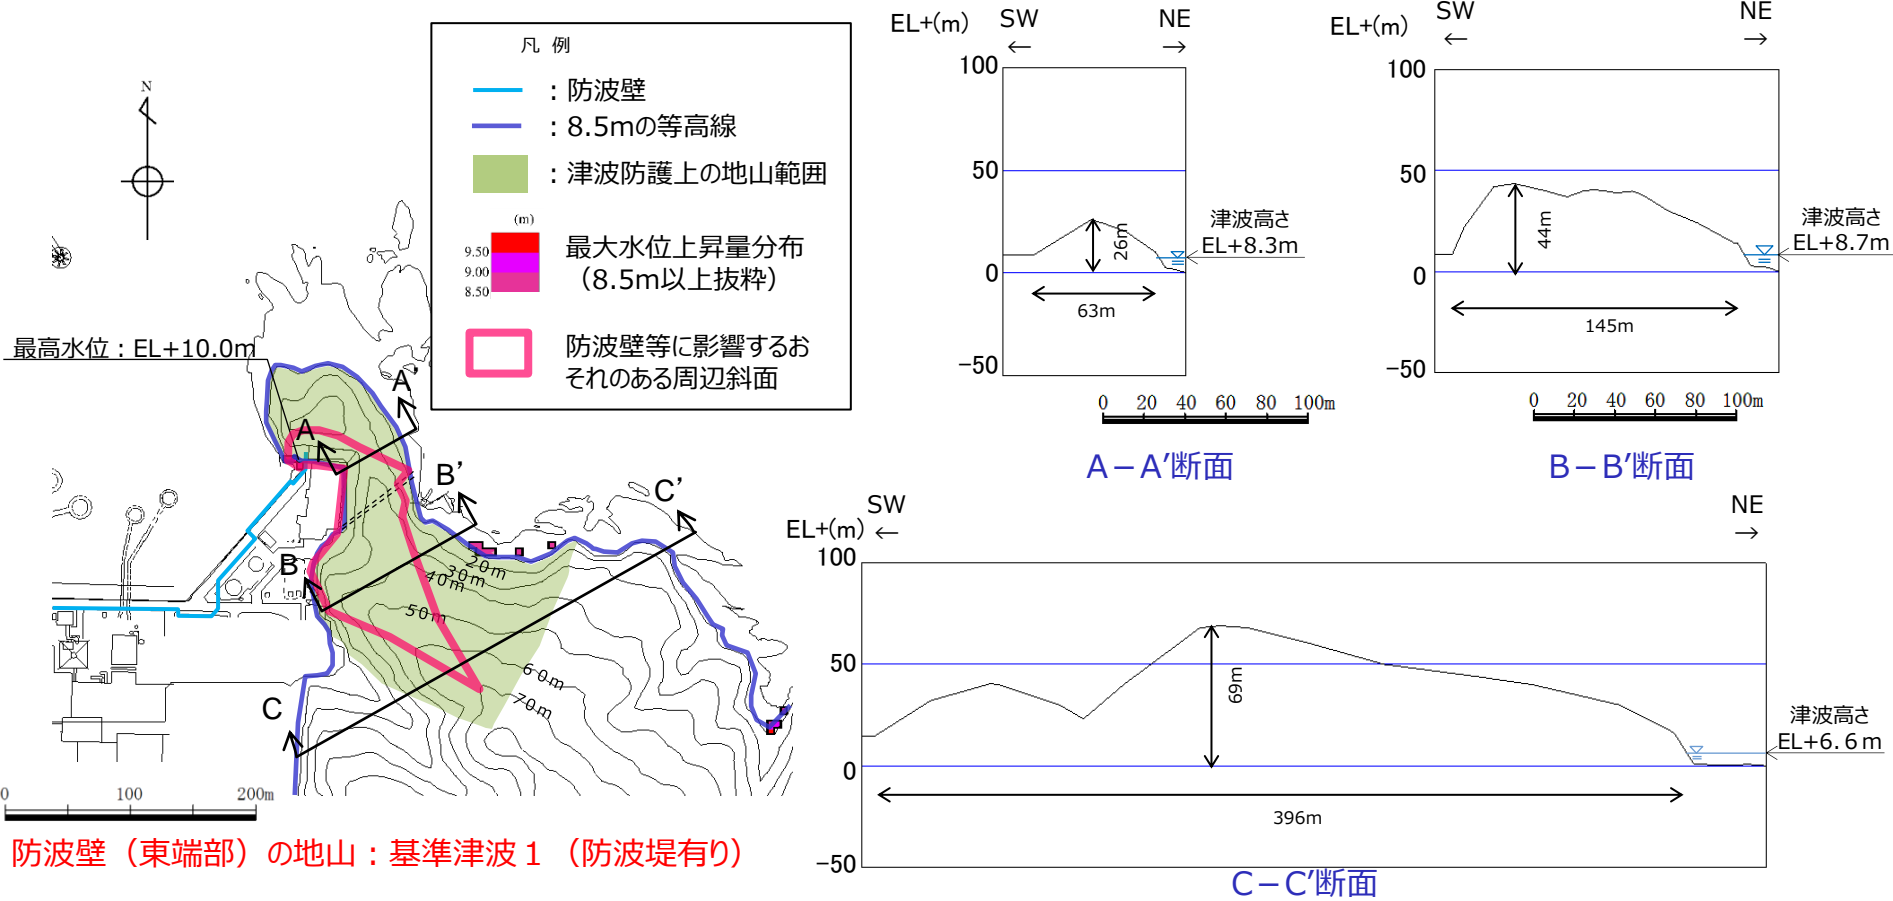 凡 例
：防波壁
：8.5mの等高線
：津波防護上の地山範囲
(m)
9.50
9.00
8.50
最大水位上昇量分布
（8.5m以上抜粋）
防波壁等に影響するお
それのある周辺斜面
N
最高水位：EL+10.0m
A
A'
B
B'
C
C'
20m
30m
40m
50m
60m
70m
0 100 200m
防波壁（東端部）の地山：基準津波１（防波堤有り）
EL+(m) SW NE
← →
100
50
0
-50
26m
63m
津波高さ
EL+8.3m
0 20 40 60 80 100m
A－A'断面
EL+(m) SW NE
← →
100
50
0
-50
44m
145m
津波高さ
EL+8.7m
0 20 40 60 80 100m
B－B'断面
SW NE
EL+(m) ← →
100
50
0
-50
69m
396m
津波高さ
EL+6.6m
C－C'断面